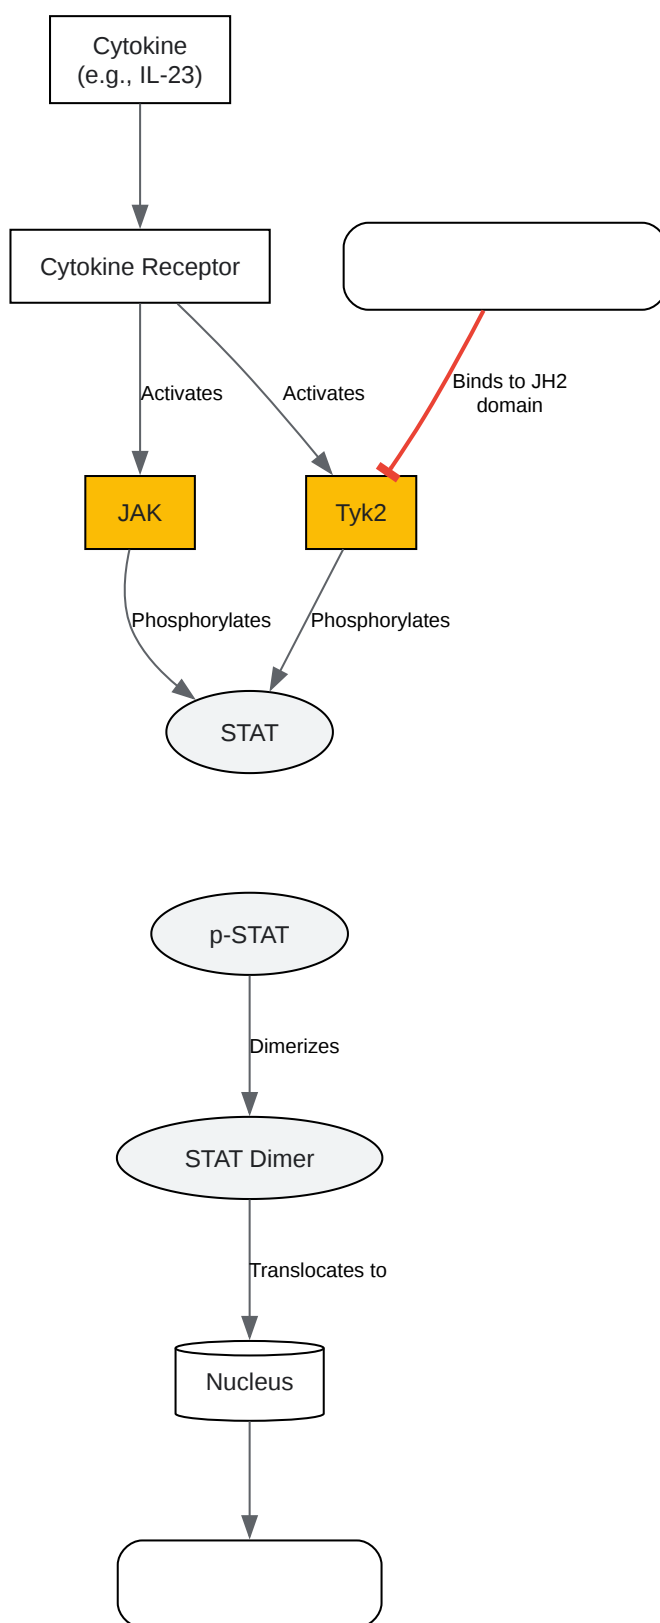 Cytokine
(e.g., IL-23)
Cytokine Receptor
Activates
Activates
Binds to JH2
domain
JAK
Tyk2
Phosphorylates
Phosphorylates
STAT
p-STAT
Dimerizes
STAT Dimer
Translocates to
Nucleus